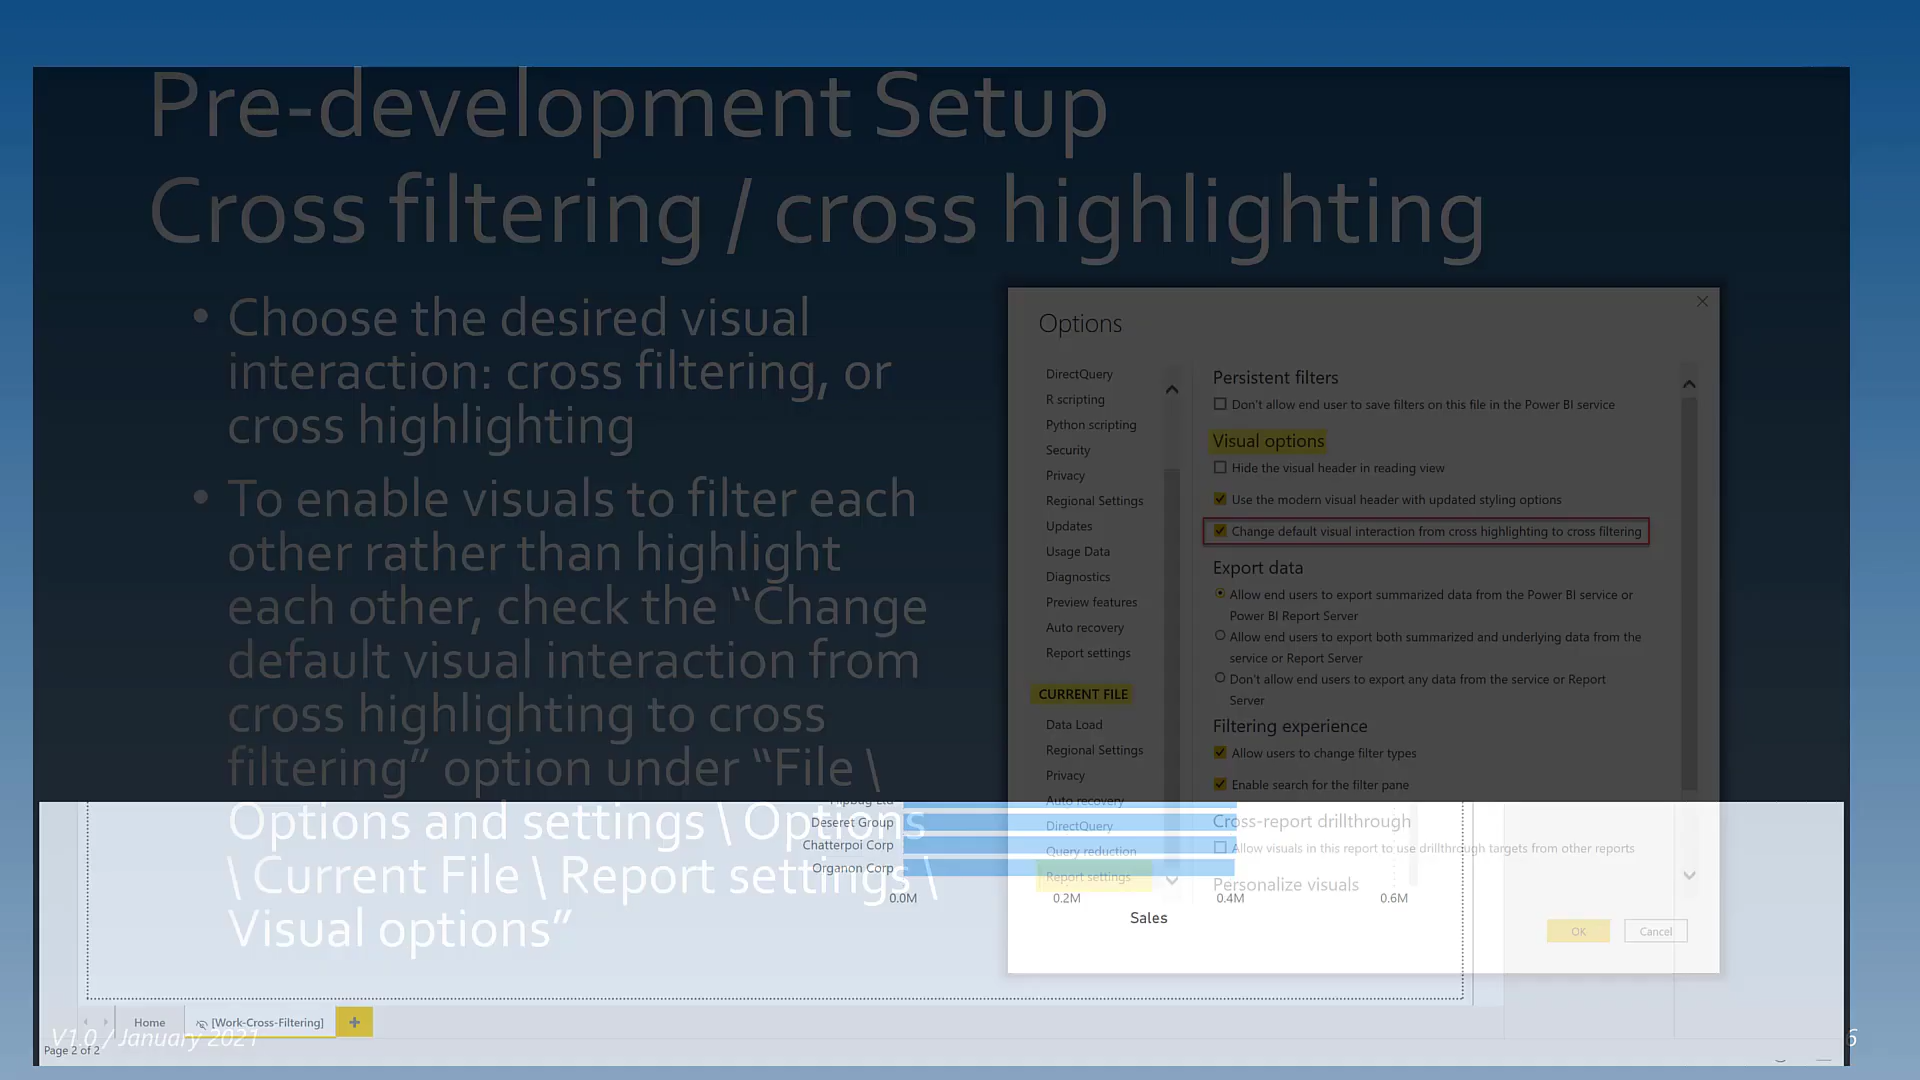 Pre-development Setup
Cross filtering / cross highlighting
• Choose the desired visual
interaction: cross filtering, or
cross highlighting
• To enable visuals to filter each
other rather than highlight
each other, check the “Change
default visual interaction from
cross highlighting to cross
filtering” option under “File \
Options and settings \ Options
\ Current File \ Report settings \
Visual options”
Options
DirectQuery
R scripting
Python scripting
Security
Privacy
Regional Settings
Updates
Usage Data
Diagnostics
Preview features
Auto recovery
Report settings
CURRENT FILE
Data Load
Regional Settings
Privacy
Auto recovery
DirectQuery
Query reduction
Report settings
Persistent filters
Don't allow end user to save filters on this file in the Power BI service
Visual options
Hide the visual header in reading view
Use the modern visual header with updated styling options
Change default visual interaction from cross highlighting to cross filtering
Export data
Allow end users to export summarized data from the Power BI service or
Power BI Report Server
Allow end users to export both summarized and underlying data from the
service or Report Server
Don't allow end users to export any data from the service or Report
Server
Filtering experience
Allow users to change filter types
Enable search for the filter pane
Cross-report drillthrough
Allow visuals in this report to use drillthrough targets from other reports
Personalize visuals
OK
Cancel
Deseret Group
Chatterpoi Corp
Organon Corp
0.0M
0.2M
0.4M
0.6M
Sales
Home
[Work-Cross-Filtering]
+
V1.0 / January 2021
6
Page 2 of 2